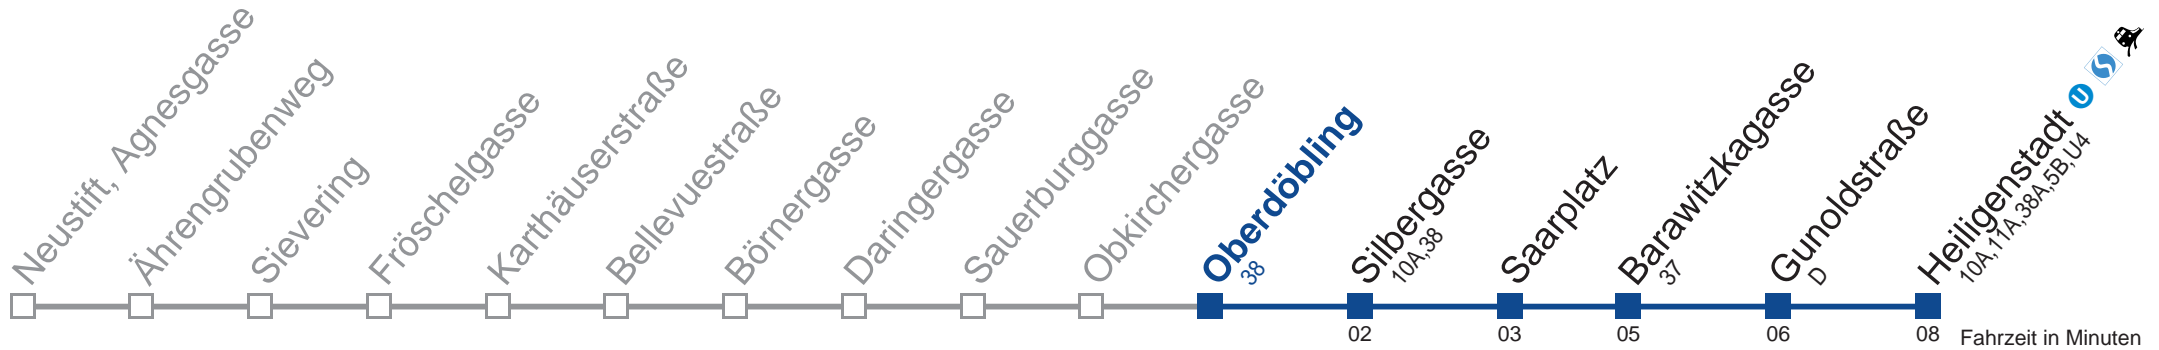 Neustift, Agnesgasse
Ährengrubenweg
Sievering
Fröschelgasse
Karthäuserstraße
Bellevuestraße
Börnergasse
Daringergasse
Sauerburggasse
Obkirchergasse
Oberdöbling
38
Silbergasse
10A,38
Saarplatz
Barawitzkagasse
37
Gunoldstraße
D
Heiligenstadt U S
10A,11A,38A,5B,U4
02
03
05
06
08
Fahrzeit in Minuten